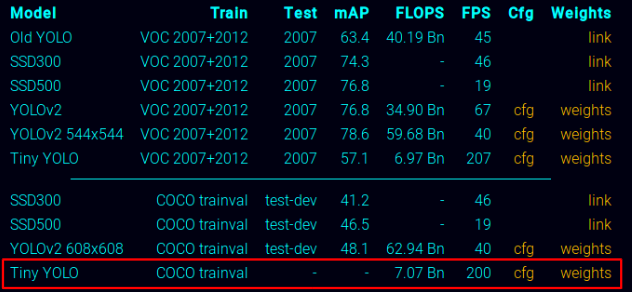 Model Train Test mAP FLOPS FPS Cfg Weights
Old YOLO VOC 2007+2012 2007 63.4 40.19 Bn 45 link
SSD300 VOC 2007+2012 2007 74.3 - 46 link
SSD500 VOC 2007+2012 2007 76.8 - 19 link
YOLOv2 VOC 2007+2012 2007 76.8 34.90 Bn 67 cfg weights
YOLOv2 544x544 VOC 2007+2012 2007 78.6 59.68 Bn 40 cfg weights
Tiny YOLO VOC 2007+2012 2007 57.1 6.97 Bn 207 cfg weights
SSD300 COCO trainval test-dev 41.2 - 46 link
SSD500 COCO trainval test-dev 46.5 - 19 link
YOLOv2 608x608 COCO trainval test-dev 48.1 62.94 Bn 40 cfg weights
Tiny YOLO COCO trainval - - 7.07 Bn 200 cfg weights